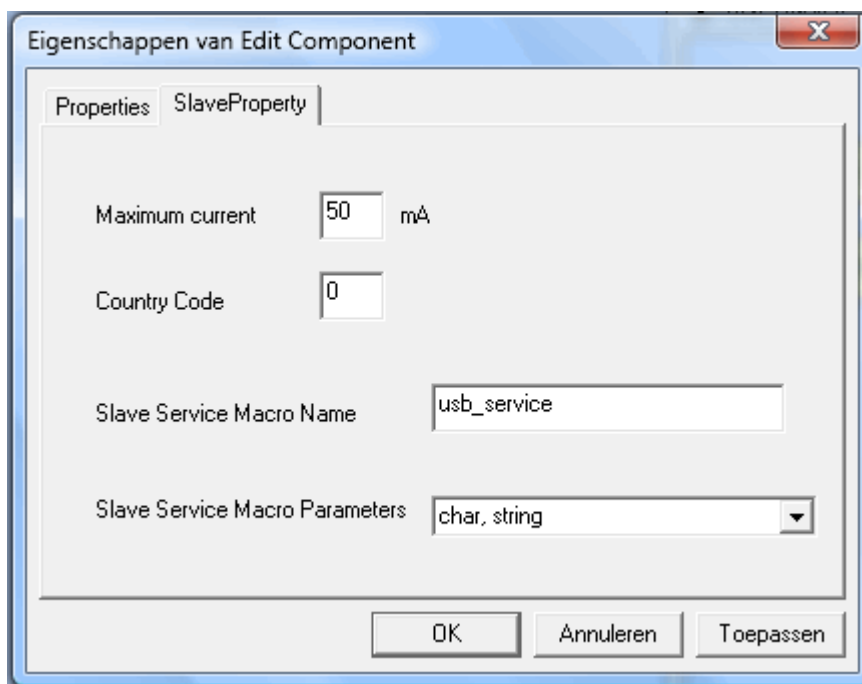 Eigenschappen van Edit Component
Properties SlaveProperty
Maximum current 50 mA
Country Code 0
Slave Service Macro Name usb_service
Slave Service Macro Parameters char, string
OK Annuleren Toepassen